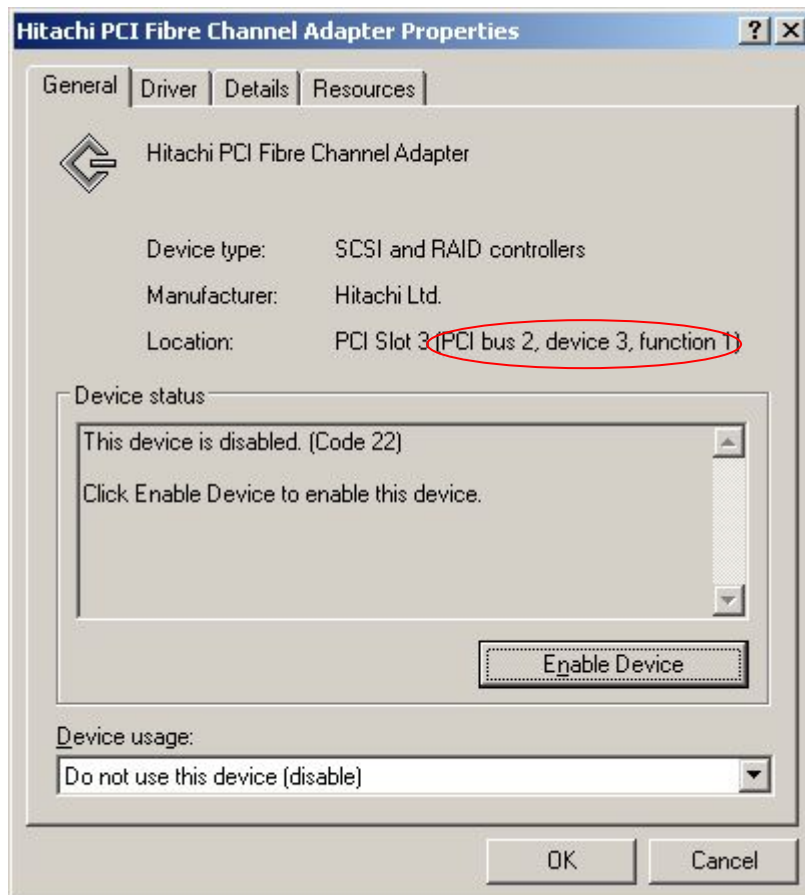 Hitachi PCI Fibre Channel Adapter Properties
General Driver Details Resources
Hitachi PCI Fibre Channel Adapter
Device type: SCSI and RAID controllers
Manufacturer: Hitachi Ltd.
Location: PCI Slot 3 (PCI bus 2, device 3, function 1)
Device status
This device is disabled. (Code 22)
Click Enable Device to enable this device.
Enable Device
Device usage:
Do not use this device (disable)
OK Cancel